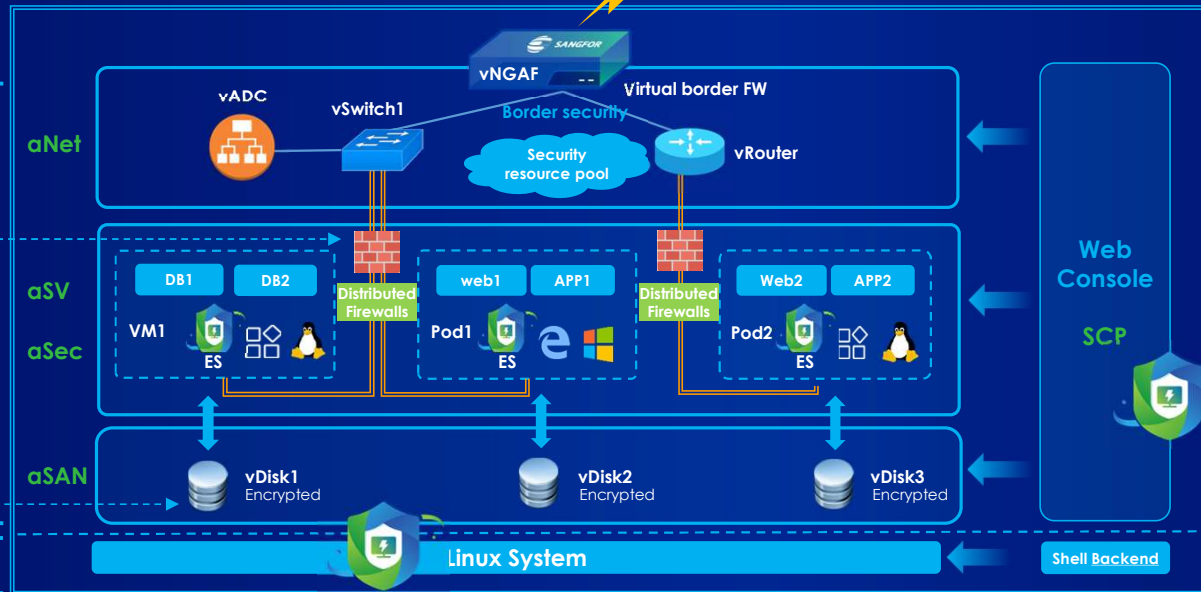 SANGFOR
vNGAF
Virtual border FW
vADC
vSwitch1
Border security
aNet
Security
resource pool
vRouter
Web
Console
SCP
DB1
DB2
web1
APP1
Web2
APP2
aSV
Distributed
Firewalls
Distributed
Firewalls
VM1
Pod1
Pod2
aSec
ES
ES
ES
aSAN
vDisk1
Encrypted
vDisk2
Encrypted
vDisk3
Encrypted
Linux System
Shell Backend